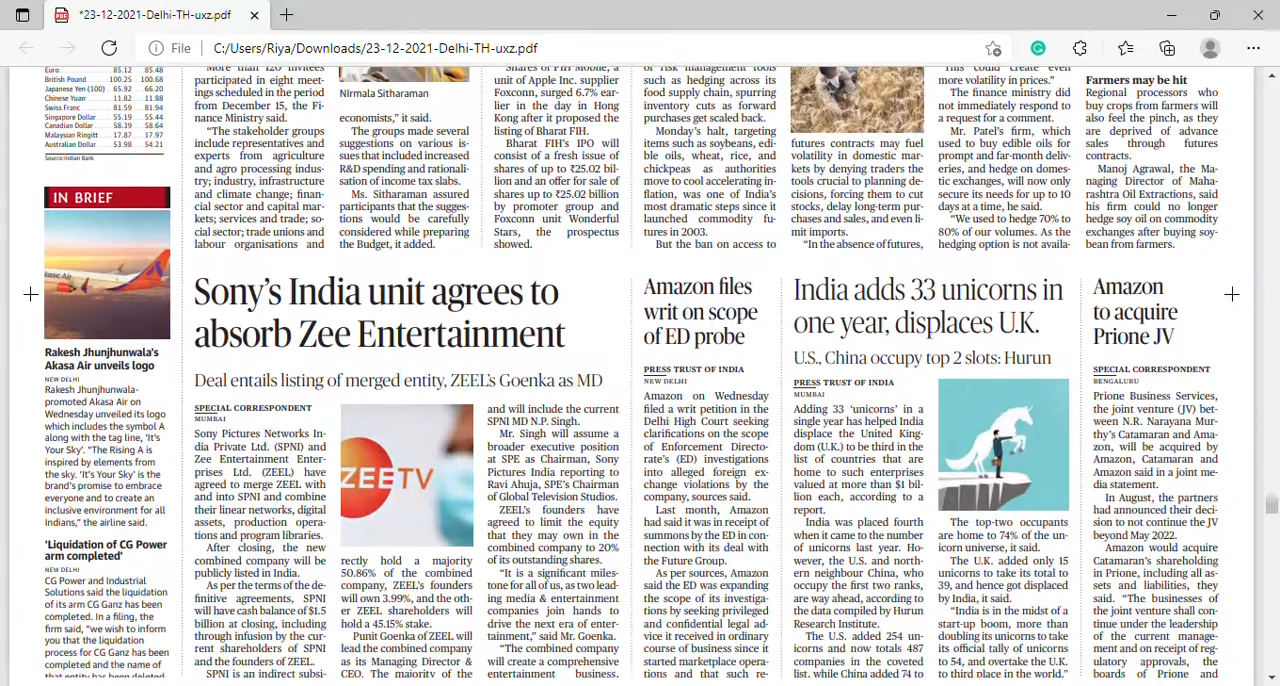 *23-12-2021-Delhi-TH-uxz.pdf
File
C:/Users/Riya/Downloads/23-12-2021-Delhi-TH-uxz.pdf
Euro 85.12 85.48
British Pound 100.25 100.68
Japanese Yen (100) 65.92 66.20
Chinese Yuan 11.82 11.88
Swiss Franc 81.59 81.94
Singapore Dollar 55.19 55.44
Canadian Dollar 58.39 58.64
Malaysian Ringitt 17.87 17.97
Australian Dollar 53.98 54.21
Source:Indian Bank
More than 120 invitees
participated in eight meet-
ings scheduled in the period
from December 15, the Fi-
nance Ministry said.
“The stakeholder groups
include representatives and
experts from agriculture
and agro processing indus-
try; industry, infrastructure
and climate change; finan-
cial sector and capital mar-
kets; services and trade; so-
cial sector; trade unions and
labour organisations and
Nirmala Sitharaman
economists,” it said.
The groups made several
suggestions on various is-
sues that included increased
R&D spending and rationali-
sation of income tax slabs.
Ms. Sitharaman assured
participants that the sugges-
tions would be carefully
considered while preparing
the Budget, it added.
Shares of FIH Mobile, a
unit of Apple Inc. supplier
Foxconn, surged 6.7% ear-
lier in the day in Hong
Kong after it proposed the
listing of Bharat FIH.
Bharat FIH’s IPO will
consist of a fresh issue of
shares of up to ₹25.02 bil-
lion and an offer for sale of
shares up to ₹25.02 billion
by promoter group and
Foxconn unit Wonderful
Stars, the prospectus
showed.
of risk management tools
such as hedging across its
food supply chain, spurring
inventory cuts as forward
purchases get scaled back.
Monday’s halt, targeting
items such as soybeans, edi-
ble oils, wheat, rice, and
chickpeas as authorities
move to cool accelerating in-
flation, was one of India’s
most dramatic steps since it
launched commodity fu-
tures in 2003.
But the ban on access to
futures contracts may fuel
volatility in domestic mar-
kets by denying traders the
tools crucial to planning de-
cisions, forcing them to cut
stocks, delay long-term pur-
chases and sales, and even li-
mit imports.
“In the absence of futures,
This could create even
more volatility in prices.”
The finance ministry did
not immediately respond to
a request for a comment.
Mr. Patel’s firm, which
used to buy edible oils for
prompt and far-month deliv-
eries, and hedge on domes-
tic exchanges, will now only
secure its needs for up to 10
days at a time, he said.
“We used to hedge 70% to
80% of our volumes. As the
hedging option is not availa-
Farmers may be hit
Regional processors who
buy crops from farmers will
also feel the pinch, as they
are deprived of advance
sales through futures
contracts.
Manoj Agrawal, the Ma-
naging Director of Maha-
rashtra Oil Extractions, said
his firm could no longer
hedge soy oil on commodity
exchanges after buying soy-
bean from farmers.
IN BRIEF
Rakesh Jhunjhunwala’s
Akasa Air unveils logo
NEW DELHI
Rakesh Jhunjhunwala-
promoted Akasa Air on
Wednesday unveiled its logo
which includes the symbol A
along with the tag line, ‘It’s
Your Sky’. “The Rising A is
inspired by elements from
the sky. ‘It’s Your Sky’ is the
brand’s promise to embrace
everyone and to create an
inclusive environment for all
Indians,” the airline said.
‘Liquidation of CG Power
arm completed’
NEW DELHI
CG Power and Industrial
Solutions said the liquidation
of its arm CG Ganz has been
completed. In a filing, the
firm said, “we wish to inform
you that the liquidation
process for CG Ganz has been
completed and the name of
that entity has been deleted
Sony’s India unit agrees to
absorb Zee Entertainment
Deal entails listing of merged entity, ZEEL’s Goenka as MD
SPECIAL CORRESPONDENT
MUMBAI
Sony Pictures Networks In-
dia Private Ltd. (SPNI) and
Zee Entertainment Enter-
prises Ltd. (ZEEL) have
agreed to merge ZEEL with
and into SPNI and combine
their linear networks, digital
assets, production opera-
tions and program libraries.
After closing, the new
combined company will be
publicly listed in India.
As per the terms of the de-
finitive agreements, SPNI
will have cash balance of $1.5
billion at closing, including
through infusion by the cur-
rent shareholders of SPNI
and the founders of ZEEL.
SPNI is an indirect subsi-
ZEETV
rectly hold a majority
50.86% of the combined
company, ZEEL’s founders
will own 3.99%, and the oth-
er ZEEL shareholders will
hold a 45.15% stake.
Punit Goenka of ZEEL will
lead the combined company
as its Managing Director &
CEO. The majority of the
and will include the current
SPNI MD N.P. Singh.
Mr. Singh will assume a
broader executive position
at SPE as Chairman, Sony
Pictures India reporting to
Ravi Ahuja, SPE’s Chairman
of Global Television Studios.
ZEEL’s founders have
agreed to limit the equity
that they may own in the
combined company to 20%
of its outstanding shares.
“It is a significant miles-
tone for all of us, as two lead-
ing media & entertainment
companies join hands to
drive the next era of enter-
tainment,” said Mr. Goenka.
“The combined company
will create a comprehensive
entertainment business,
Amazon files
writ on scope
of ED probe
PRESS TRUST OF INDIA
NEW DELHI
Amazon on Wednesday
filed a writ petition in the
Delhi High Court seeking
clarifications on the scope
of Enforcement Directo-
rate’s (ED) investigations
into alleged foreign ex-
change violations by the
company, sources said.
Last month, Amazon
had said it was in receipt of
summons by the ED in con-
nection with its deal with
the Future Group.
As per sources, Amazon
said the ED was expanding
the scope of its investiga-
tions by seeking privileged
and confidential legal ad-
vice it received in ordinary
course of business since it
started marketplace opera-
tions and that such re-
India adds 33 unicorns in
one year, displaces U.K.
U.S., China occupy top 2 slots: Hurun
PRESS TRUST OF INDIA
MUMBAI
Adding 33 ‘unicorns’ in a
single year has helped India
displace the United King-
dom (U.K.) to be third in the
list of countries that are
home to such enterprises
valued at more than $1 bil-
lion each, according to a
report.
India was placed fourth
when it came to the number
of unicorns last year. Ho-
wever, the U.S. and north-
ern neighbour China, who
occupy the first two ranks,
are way ahead, according to
the data compiled by Hurun
Research Institute.
The U.S. added 254 uni-
corns and now totals 487
companies in the coveted
list, while China added 74 to
The top-two occupants
are home to 74% of the un-
icorn universe, it said.
The U.K. added only 15
unicorns to take its total to
39, and hence got displaced
by India, it said.
“India is in the midst of a
start-up boom, more than
doubling its unicorns to take
its official tally of unicorns
to 54, and overtake the U.K.
to third place in the world.”
Amazon
to acquire
Prione JV
SPECIAL CORRESPONDENT
BENGALURU
Prione Business Services,
the joint venture (JV) bet-
ween N.R. Narayana Mur-
thy’s Catamaran and Ama-
zon, will be acquired by
Amazon, Catamaran and
Amazon said in a joint me-
dia statement.
In August, the partners
had announced their deci-
sion to not continue the JV
beyond May 2022.
Amazon would acquire
Catamaran’s shareholding
in Prione, including all as-
sets and liabilities, they
said. “The businesses of
the joint venture shall con-
tinue under the leadership
of the current manage-
ment and on receipt of reg-
ulatory approvals, the
boards of Prione and